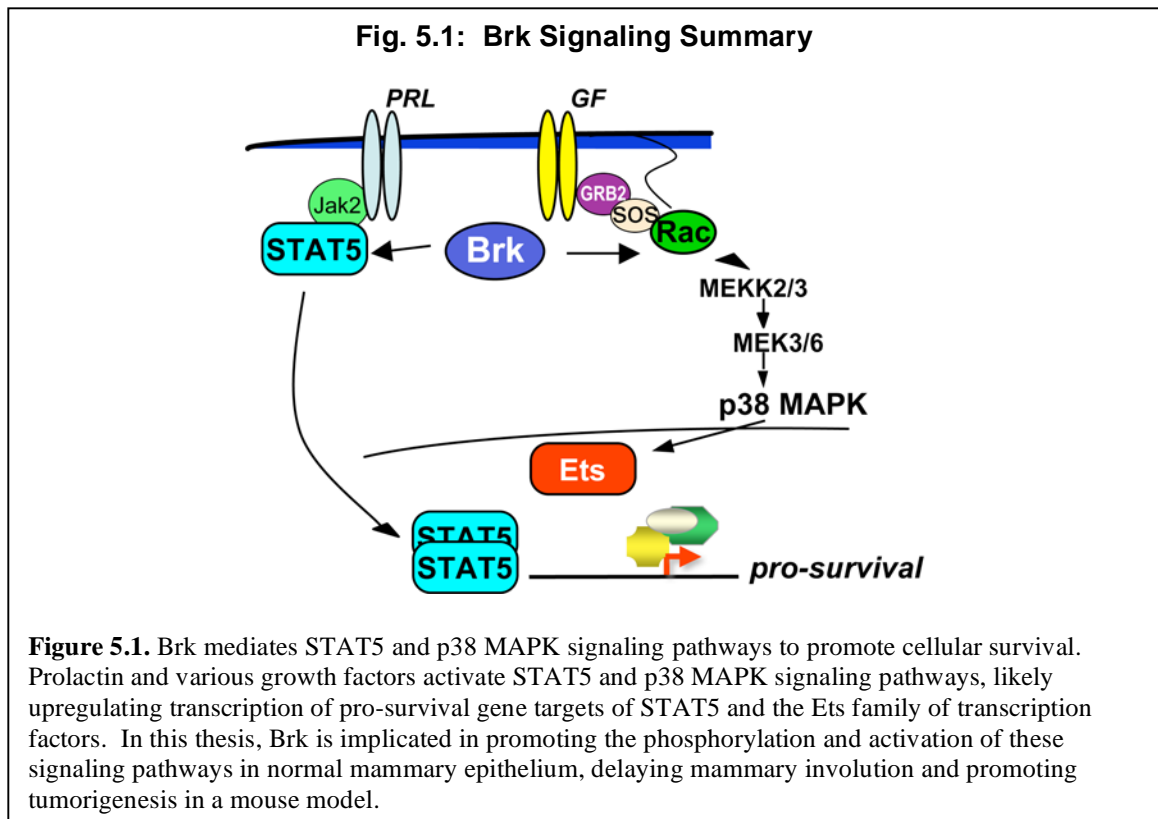 Fig. 5.1: Brk Signaling Summary
PRL
GF
Jak2
GRB2
SOS
STAT5
Brk
Rac
MEKK2/3
MEK3/6
p38 MAPK
Ets
STAT5
STAT5
pro-survival
Figure 5.1. Brk mediates STAT5 and p38 MAPK signaling pathways to promote cellular survival.
Prolactin and various growth factors activate STAT5 and p38 MAPK signaling pathways, likely
upregulating transcription of pro-survival gene targets of STAT5 and the Ets family of transcription
factors. In this thesis, Brk is implicated in promoting the phosphorylation and activation of these
signaling pathways in normal mammary epithelium, delaying mammary involution and promoting
tumorigenesis in a mouse model.